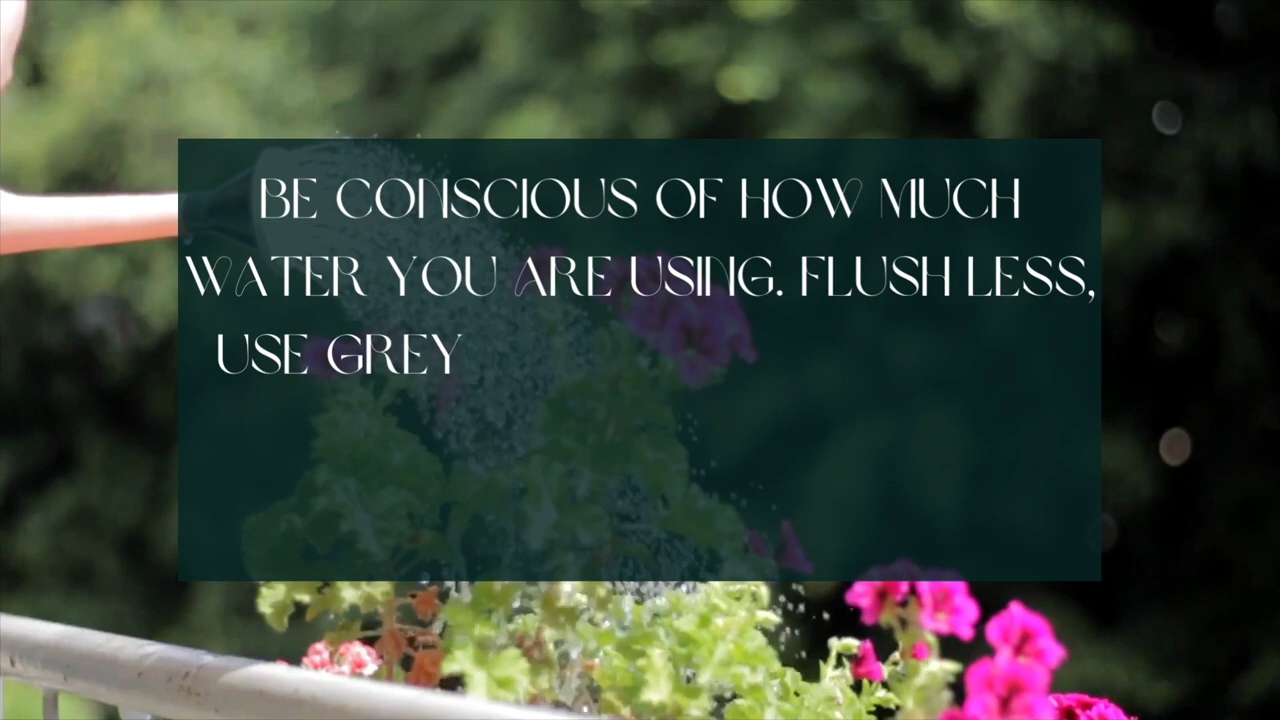 BE CONSCIOUS OF HOW MUCH
WATER YOU ARE USING. FLUSH LESS,
USE GREY